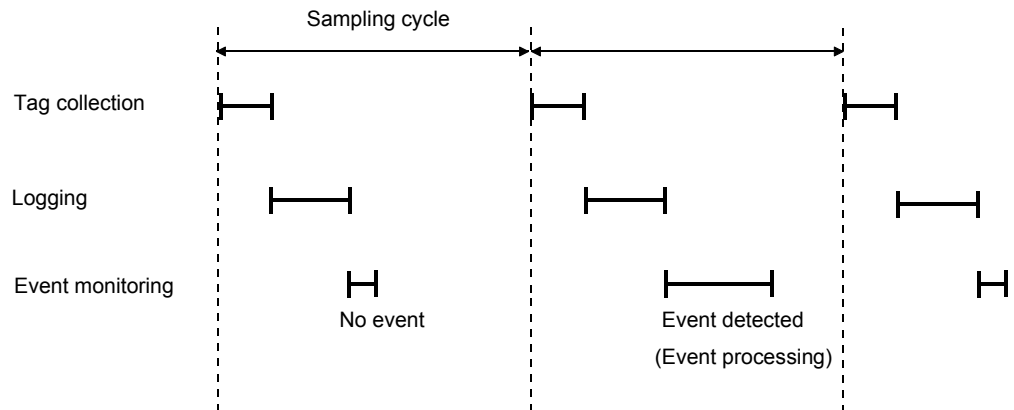 Sampling cycle
Tag collection
Logging
Event monitoring
No event
Event detected
(Event processing)